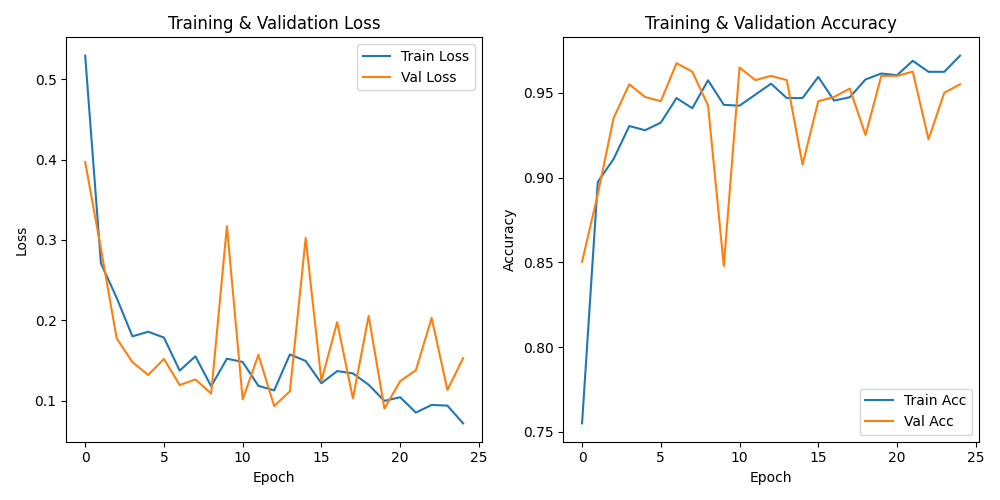 Training & Validation Loss
Train Loss
Val Loss
Loss
0.5
0.4
0.3
0.2
0.1
0 5 10 15 20 25
Epoch
Training & Validation Accuracy
Train Acc
Val Acc
Accuracy
0.95
0.90
0.85
0.80
0.75
0 5 10 15 20 25
Epoch